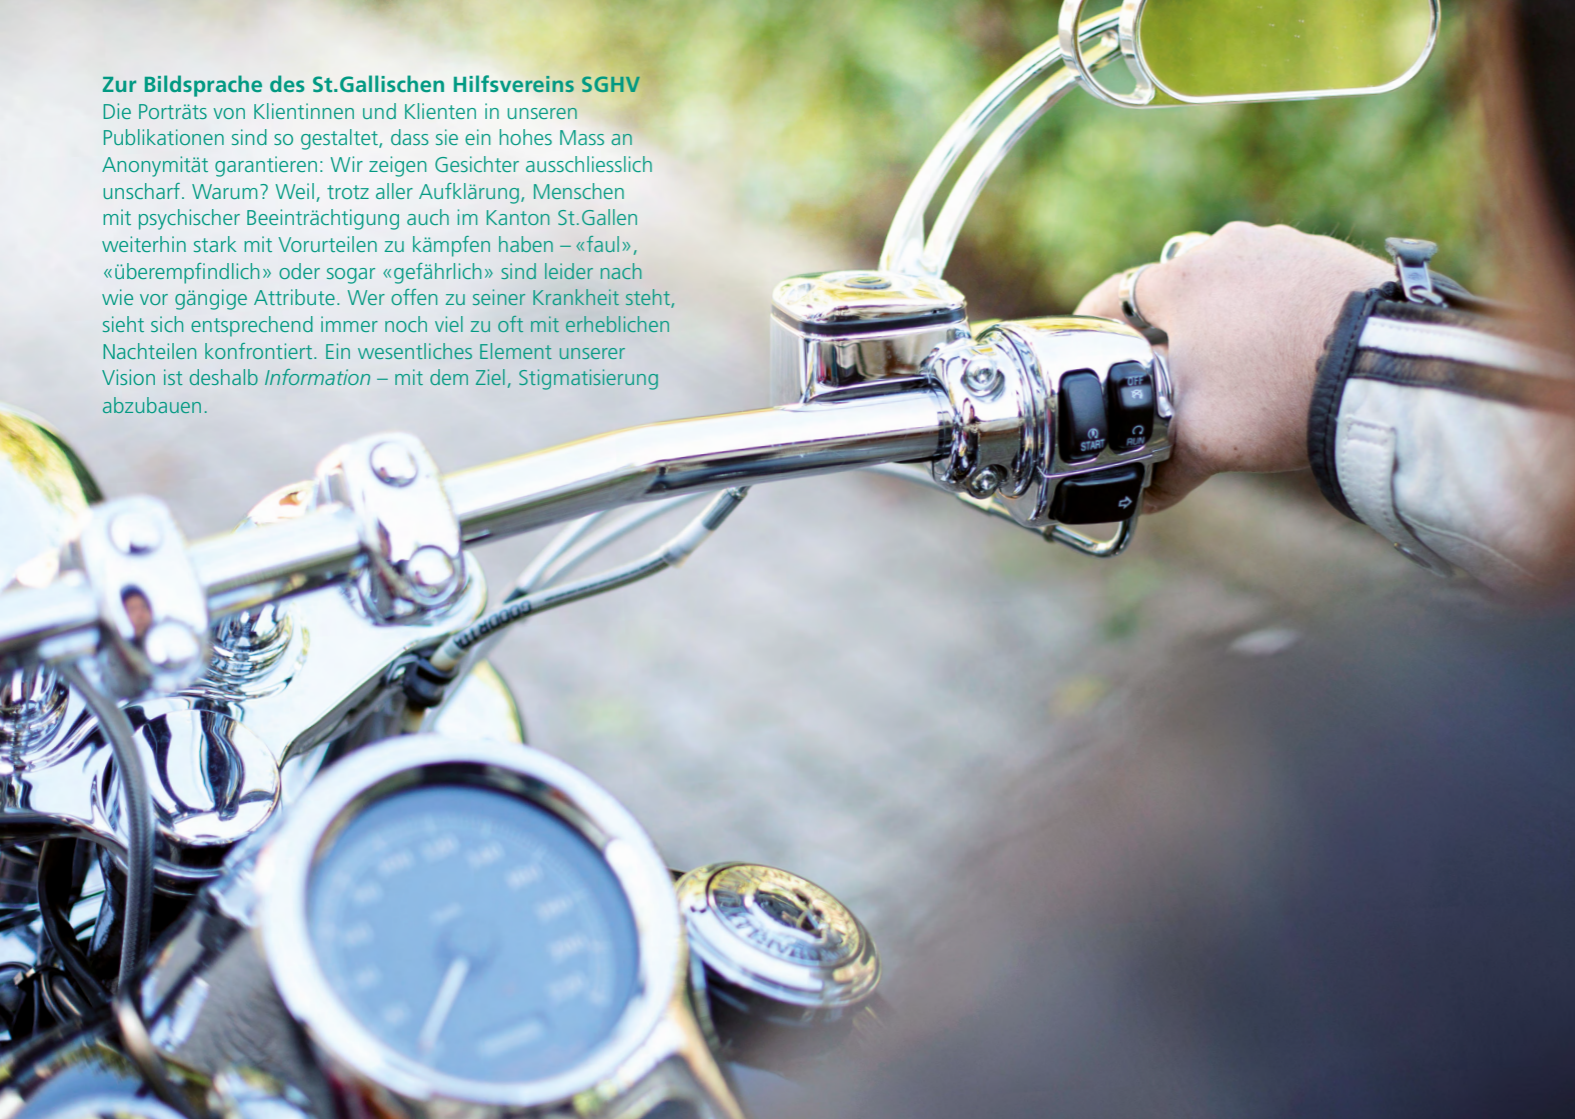 Zur Bildsprache des St.Gallischen Hilfsvereins SGHV
Die Porträts von Klientinnen und Klienten in unseren
Publikationen sind so gestaltet, dass sie ein hohes Mass an
Anonymität garantieren: Wir zeigen Gesichter ausschliesslich
unscharf. Warum? Weil, trotz aller Aufklärung, Menschen
mit psychischer Beeinträchtigung auch im Kanton St.Gallen
weiterhin stark mit Vorurteilen zu kämpfen haben – «faul»,
«überempfindlich» oder sogar «gefährlich» sind leider nach
wie vor gängige Attribute. Wer offen zu seiner Krankheit steht,
sieht sich entsprechend immer noch viel zu oft mit erheblichen
Nachteilen konfrontiert. Ein wesentliches Element unserer
Vision ist deshalb Information – mit dem Ziel, Stigmatisierung
abzubauen.
OFF
START
RUN